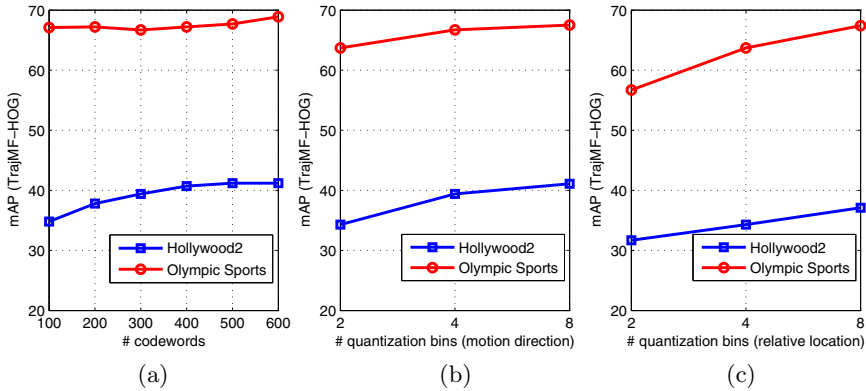 70
60
50
40
30
20
mAP (TrajMF−HOG)
Hollywood2
Olympic Sports
100 200 300 400 500 600
# codewords
(a)
70
60
50
40
30
20
mAP (TrajMF−HOG)
Hollywood2
Olympic Sports
2 4 8
# quantization bins (motion direction)
(b)
70
60
50
40
30
20
mAP (TrajMF−HOG)
Hollywood2
Olympic Sports
2 4 8
# quantization bins (relative location)
(c)